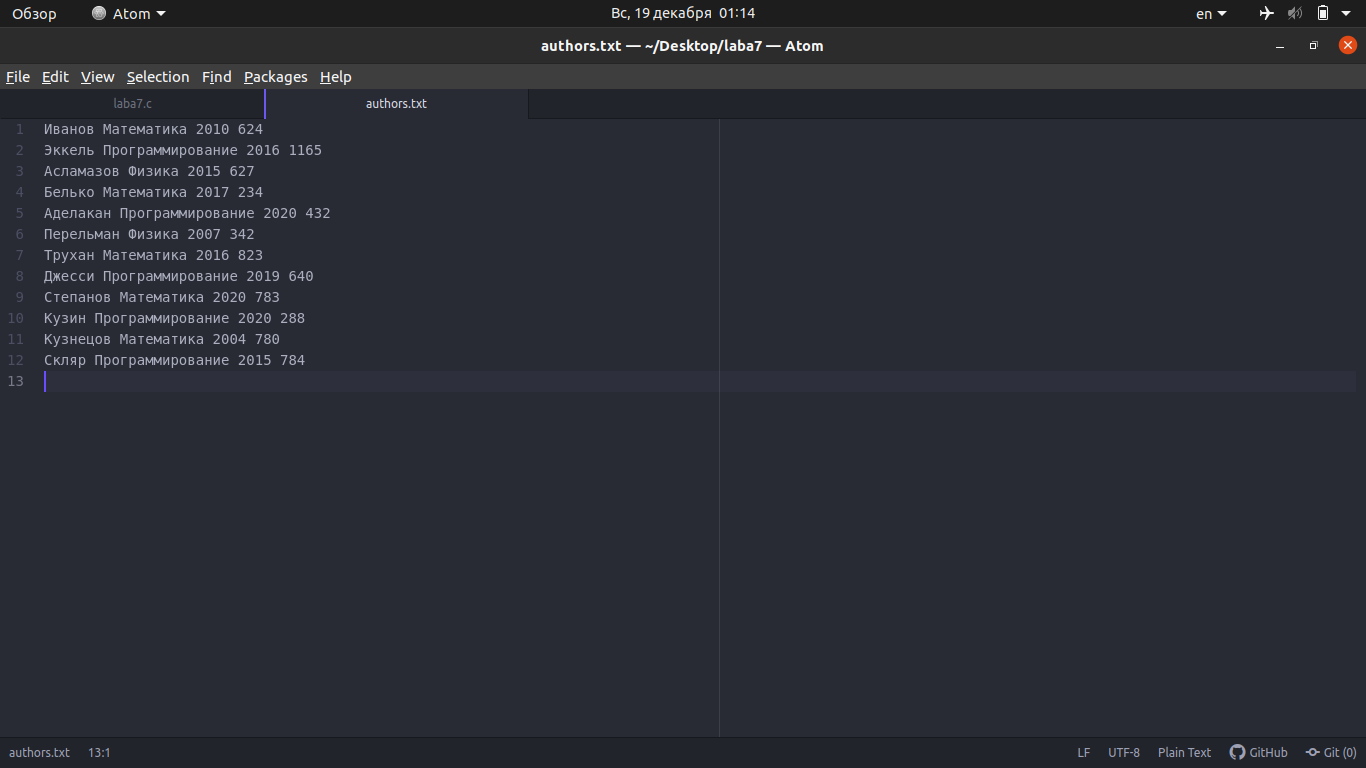 Обзор Atom Вс, 19 декабря 01:14 en
authors.txt — ~/Desktop/laba7 — Atom
File Edit View Selection Find Packages Help
laba7.c authors.txt
1 Иванов Математика 2010 624
2 Эккель Программирование 2016 1165
3 Асламазов Физика 2015 627
4 Белько Математика 2017 234
5 Аделакан Программирование 2020 432
6 Перельман Физика 2007 342
7 Трухан Математика 2016 823
8 Джесси Программирование 2019 640
9 Степанов Математика 2020 783
10 Кузин Программирование 2020 288
11 Кузнецов Математика 2004 780
12 Скляр Программирование 2015 784
13
authors.txt 13:1 LF UTF-8 Plain Text GitHub Git (0)